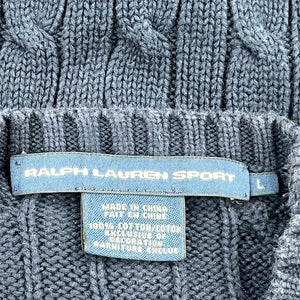 RALPH LAUREN SPORT
L
MADE IN CHINA
FAIT EN CHINE
100% COTTON/COTON
EXCLUSIVE OF
DECORATION
GARNITURE EXCLUE